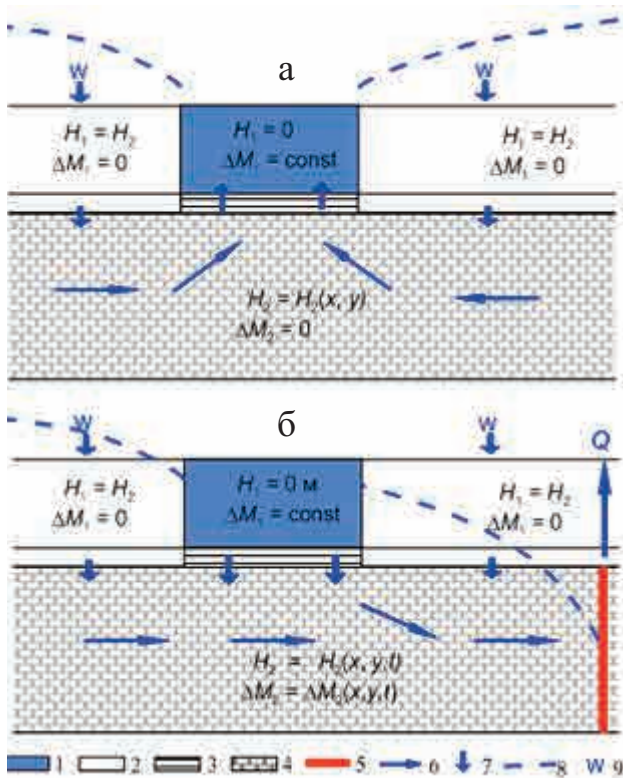 а
W W
H₁ = H₂
ΔM₁ = 0
H₁ = 0
ΔM₁ = const
H₁ = H₂
ΔM₁ = 0
H₂ = H₂(x, y)
ΔM₂ = 0
б
W W Q
H₁ = H₂
ΔM₁ = 0
H₁ = 0 м
ΔM₁ = const
H₁ = H₂
ΔM₁ = 0
H₂ = H₂(x, y,t)
ΔM₂ = ΔM₂(x,y,t)
1 2 3 4 5 6 7 8 W 9